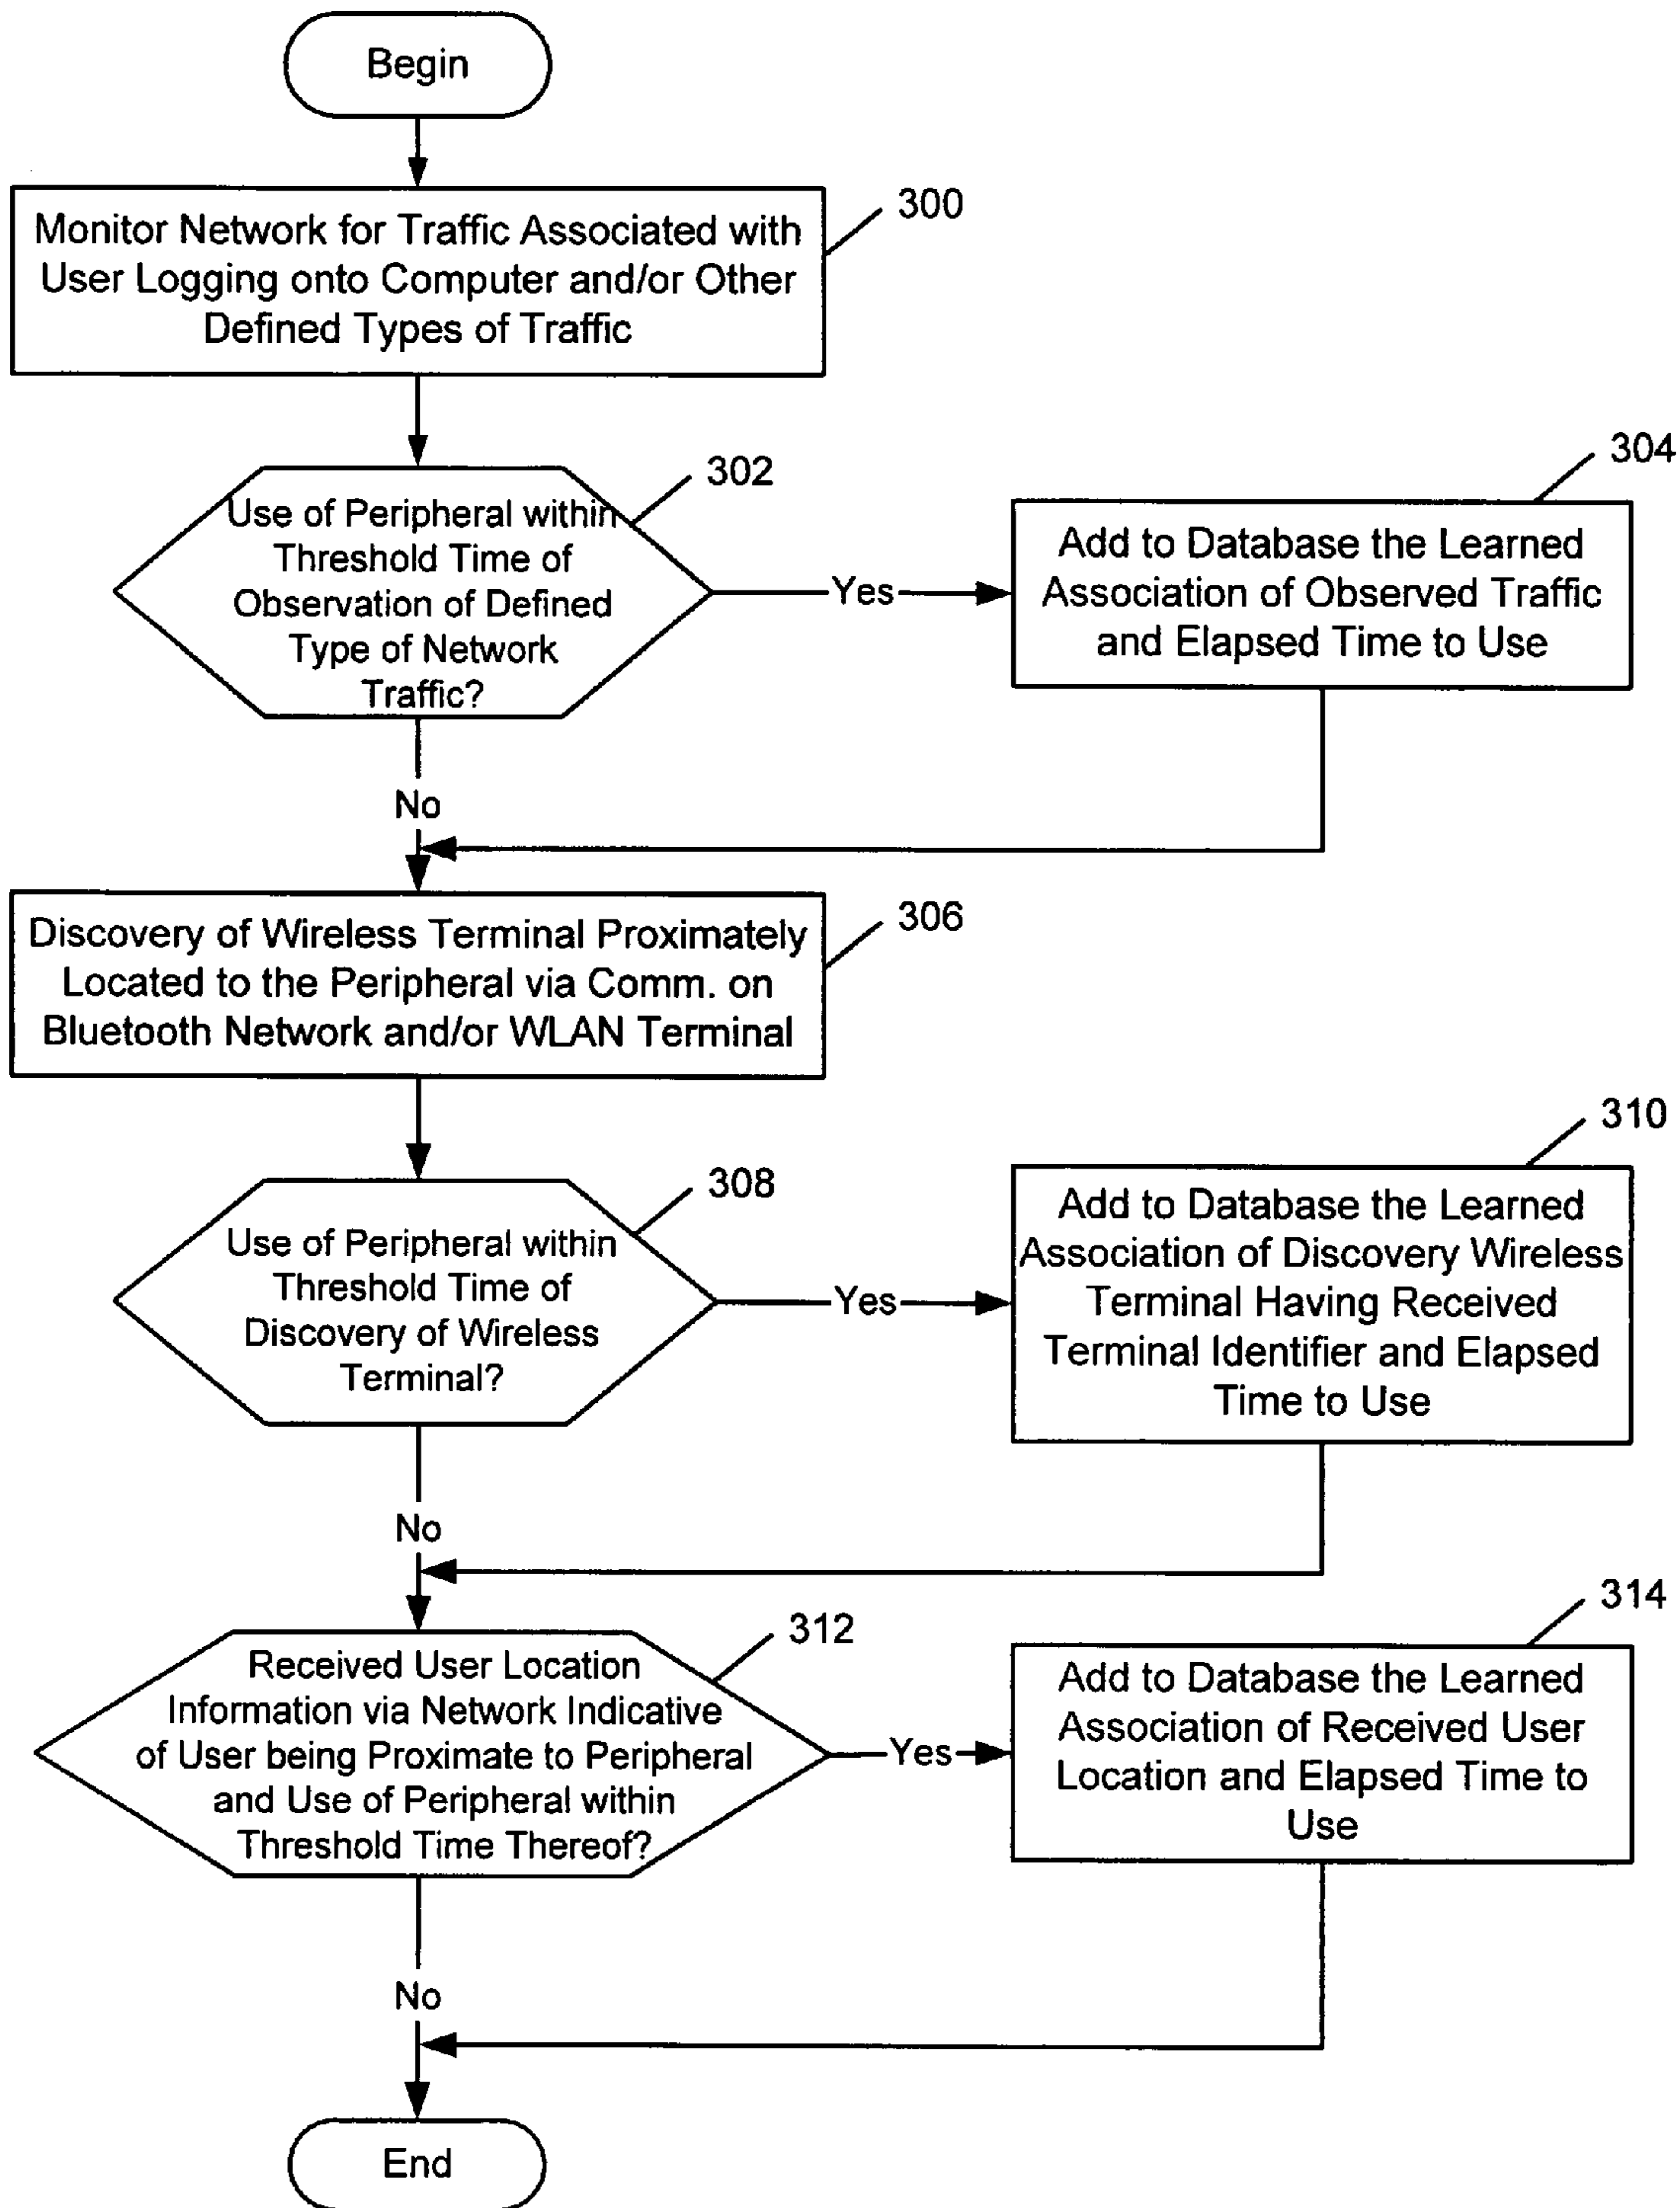 Begin
300
Monitor Network for Traffic Associated with
User Logging onto Computer and/or Other
Defined Types of Traffic
302
Use of Peripheral within
Threshold Time of
Observation of Defined
Type of Network
Traffic?
Yes
304
Add to Database the Learned
Association of Observed Traffic
and Elapsed Time to Use
No
306
Discovery of Wireless Terminal Proximately
Located to the Peripheral via Comm. on
Bluetooth Network and/or WLAN Terminal
308
Use of Peripheral within
Threshold Time of
Discovery of Wireless
Terminal?
Yes
310
Add to Database the Learned
Association of Discovery Wireless
Terminal Having Received
Terminal Identifier and Elapsed
Time to Use
No
312
Received User Location
Information via Network Indicative
of User being Proximate to Peripheral
and Use of Peripheral within
Threshold Time Thereof?
Yes
314
Add to Database the Learned
Association of Received User
Location and Elapsed Time to
Use
No
End